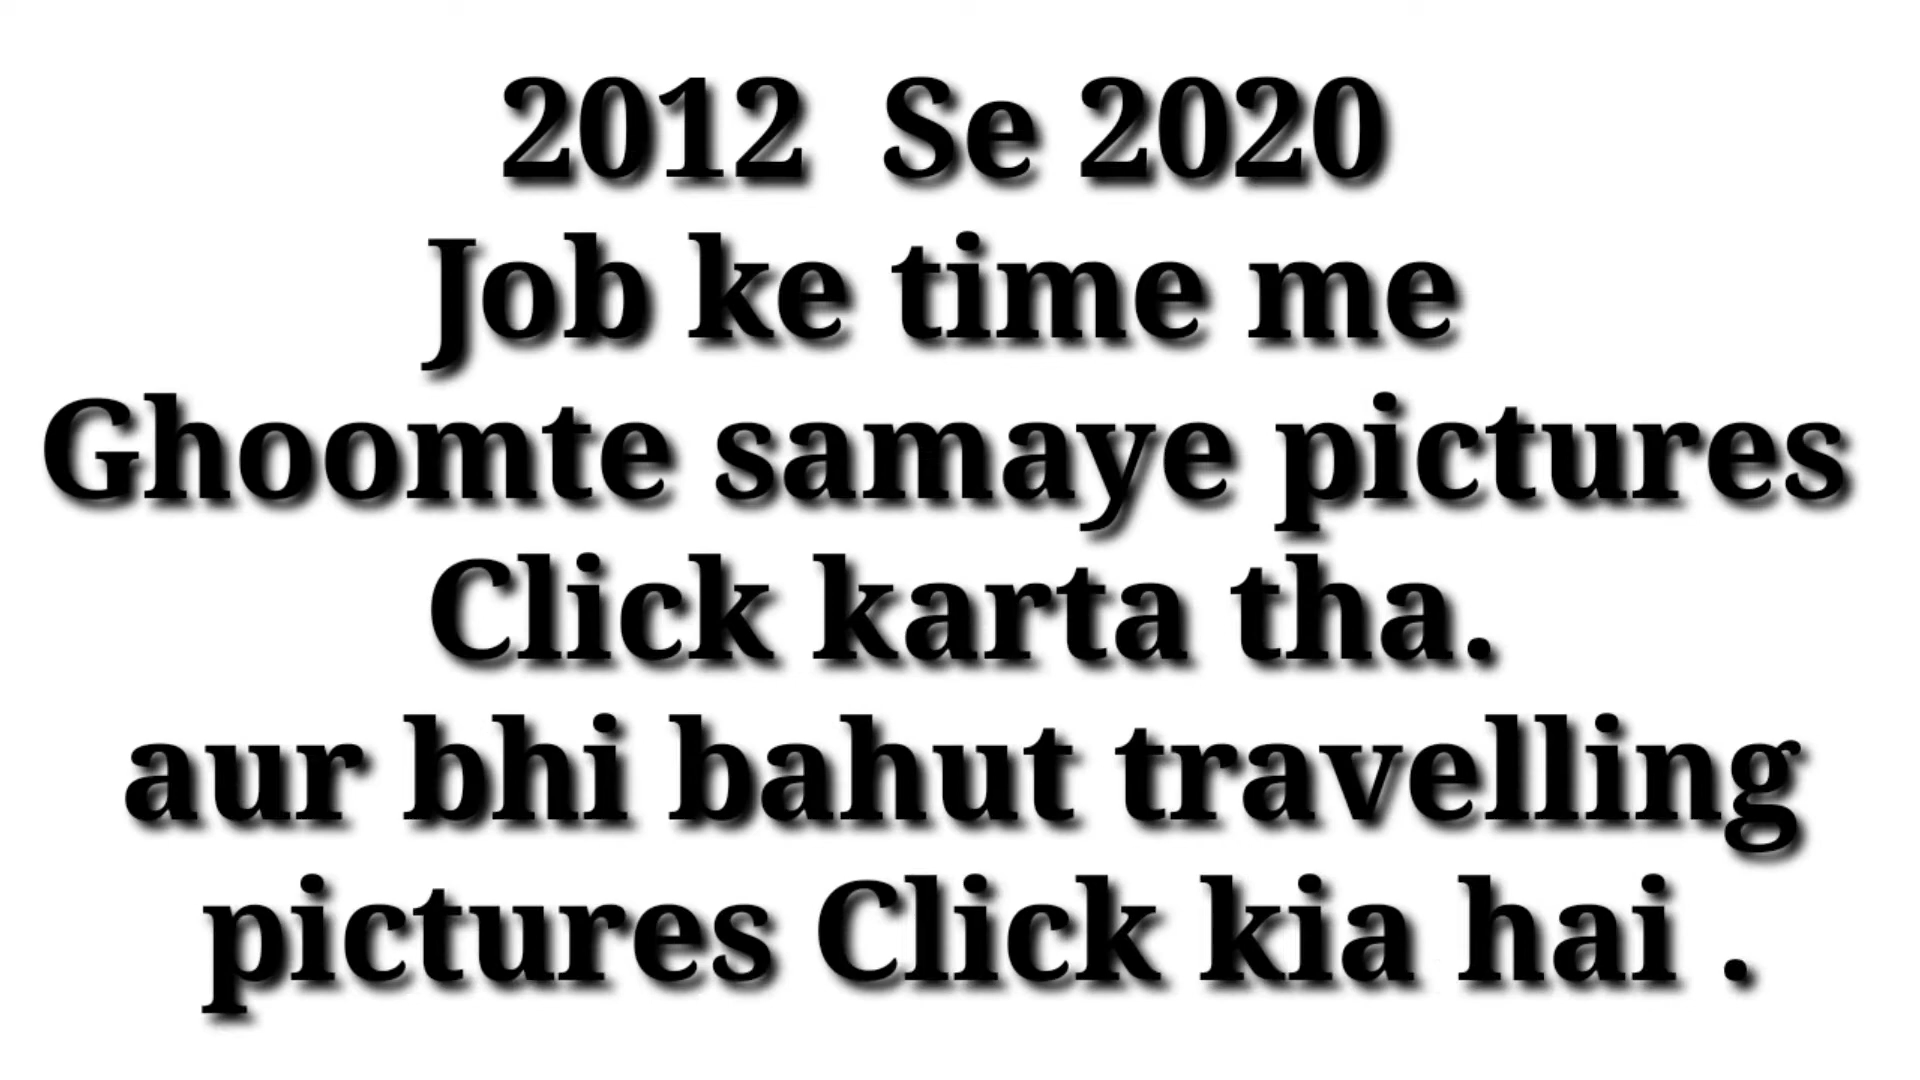 2012 Se 2020
Job ke time me
Ghoomte samaye pictures
Click karta tha.
aur bhi bahut travelling
pictures Click kia hai .